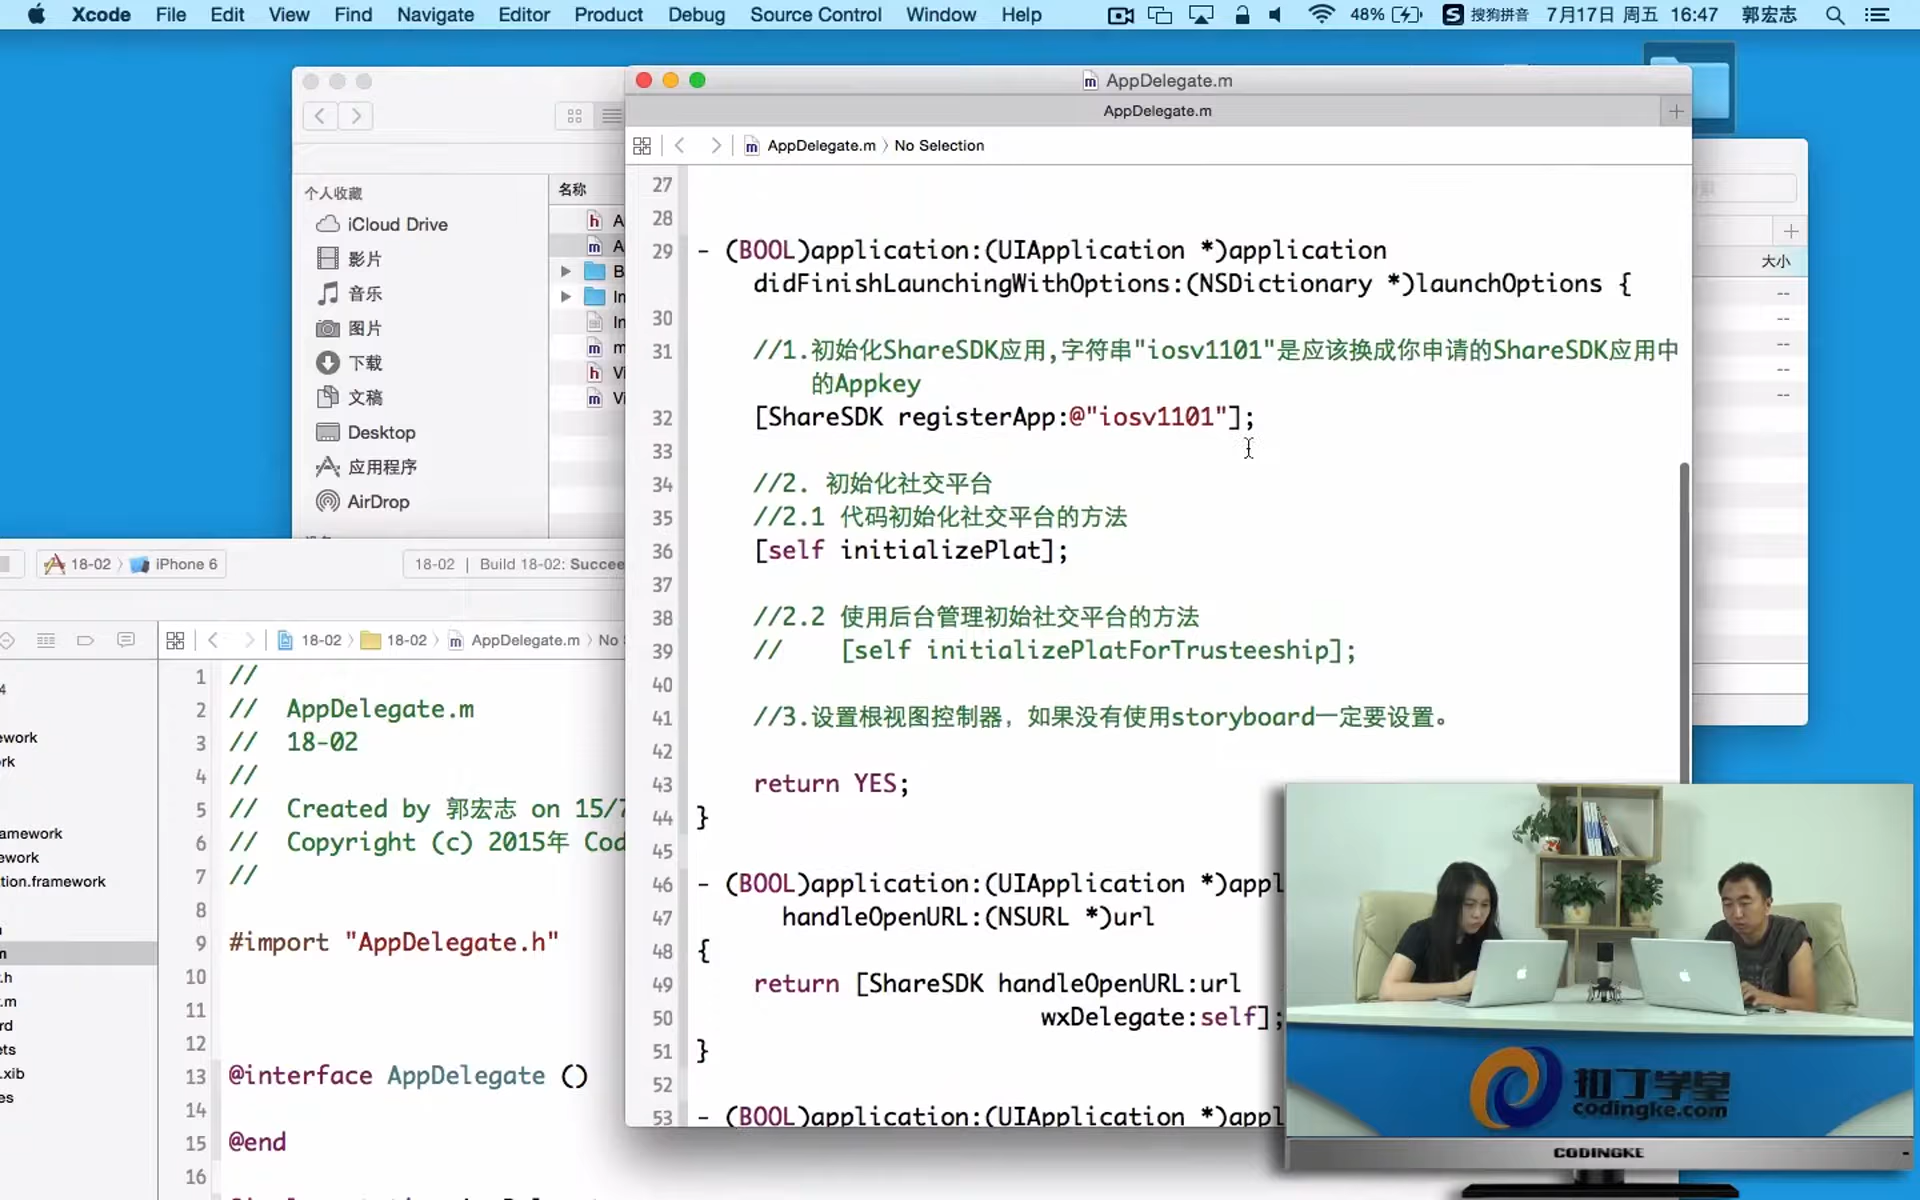 Xcode File Edit View Find Navigate Editor Product Debug Source Control Window Help 48% 搜狗拼音 7月17日 周五 16:47 郭宏志
AppDelegate.m
AppDelegate.m
AppDelegate.m 〉 No Selection
个人收藏
iCloud Drive
影片
音乐
图片
下载
文稿
Desktop
应用程序
AirDrop
名称
大小
27
28
29 - (BOOL)application:(UIApplication *)application
didFinishLaunchingWithOptions:(NSDictionary *)launchOptions {
30
31 //1.初始化ShareSDK应用,字符串"iosv1101"是应该换成你申请的ShareSDK应用中
的Appkey
32 [ShareSDK registerApp:@"iosv1101"];
33
34 //2. 初始化社交平台
35 //2.1 代码初始化社交平台的方法
36 [self initializePlat];
37
38 //2.2 使用后台管理初始社交平台的方法
39 // [self initializePlatForTrusteeship];
40
41 //3.设置根视图控制器，如果没有使用storyboard一定要设置。
42
43 return YES;
44 }
45
46 - (BOOL)application:(UIApplication *)appl
47 handleOpenURL:(NSURL *)url
48 {
49 return [ShareSDK handleOpenURL:url
50 wxDelegate:self];
51 }
52
53 - (BOOL)application:(UIApplication *)appl
18-02 〉 iPhone 6
18-02 | Build 18-02: Succee
18-02 〉 18-02 〉 AppDelegate.m 〉 No
1 //
2 // AppDelegate.m
3 // 18-02
4 //
5 // Created by 郭宏志 on 15/7
6 // Copyright (c) 2015年 Cod
7 //
8
9 #import "AppDelegate.h"
10
11
12
13 @interface AppDelegate ()
14
15 @end
16
扣丁学堂
codingke.com
CODINGKE